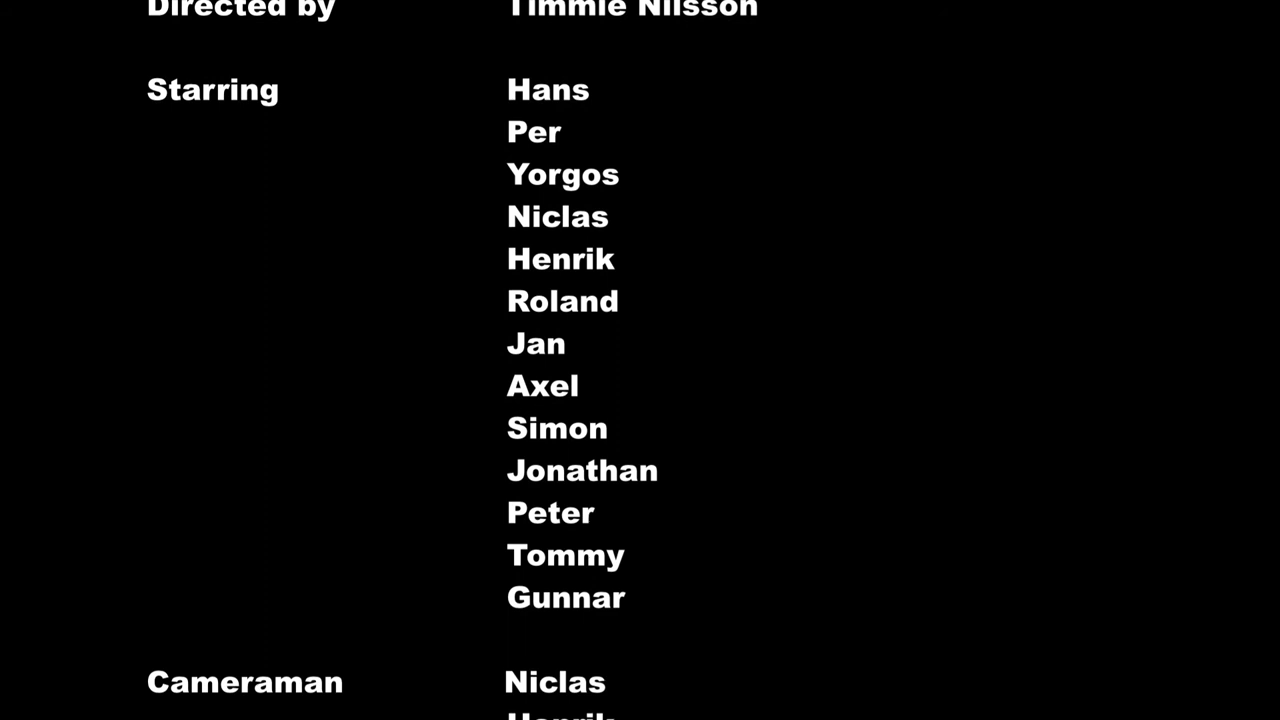 Directed by Timmie Nilsson
Starring Hans
Per
Yorgos
Niclas
Henrik
Roland
Jan
Axel
Simon
Jonathan
Peter
Tommy
Gunnar
Cameraman Niclas
Henrik